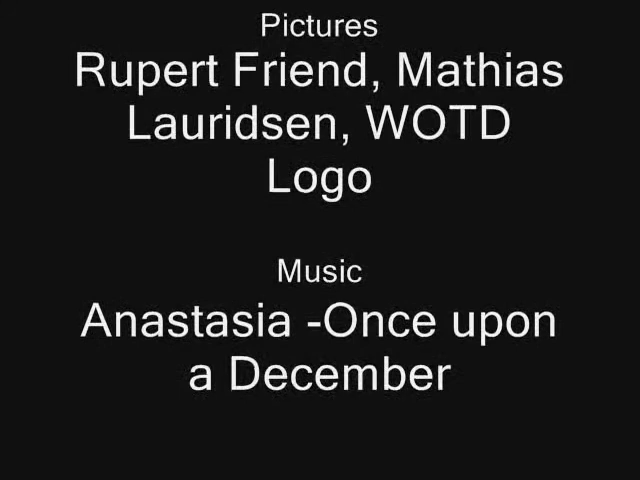 Pictures
Rupert Friend, Mathias
Lauridsen, WOTD
Logo
Music
Anastasia -Once upon
a December